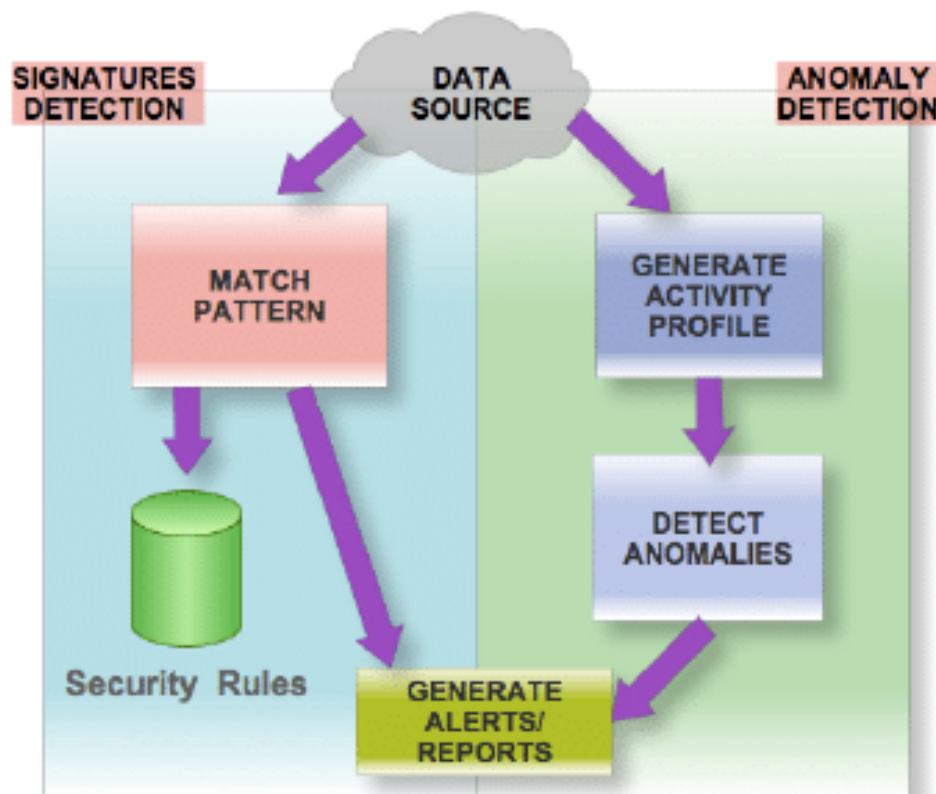 SIGNATURES
DETECTION
DATA
SOURCE
ANOMALY
DETECTION
MATCH
PATTERN
GENERATE
ACTIVITY
PROFILE
DETECT
ANOMALIES
Security Rules
GENERATE
ALERTS/
REPORTS